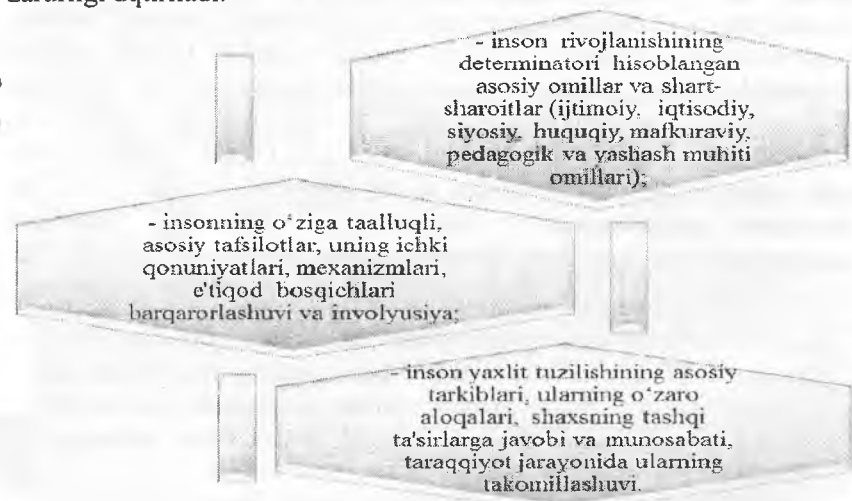 - inson rivojlanishining
determinatori hisoblangan
asosiy omillar va shart-
sharoitlar (ijtimoiy, iqtisodiy,
siyosiy, huquqiy, mafkuraviy,
pedagogik va yashash muhiti
omillari);
- insonning o‘ziga taalluqli,
asosiy tafsilotlar, uning ichki
qonuniyatlari, mexanizmlari,
e'tiqod bosqichlari
barqarorlashuvi va involyusiya;
- inson yaxlit tuzilishining asosiy
tarkiblari, ularning o‘zaro
aloqalari, shaxsning tashqi
ta'sirlarga javobi va munosabati,
taraqqiyot jarayonida ularning
takomillashuvi.